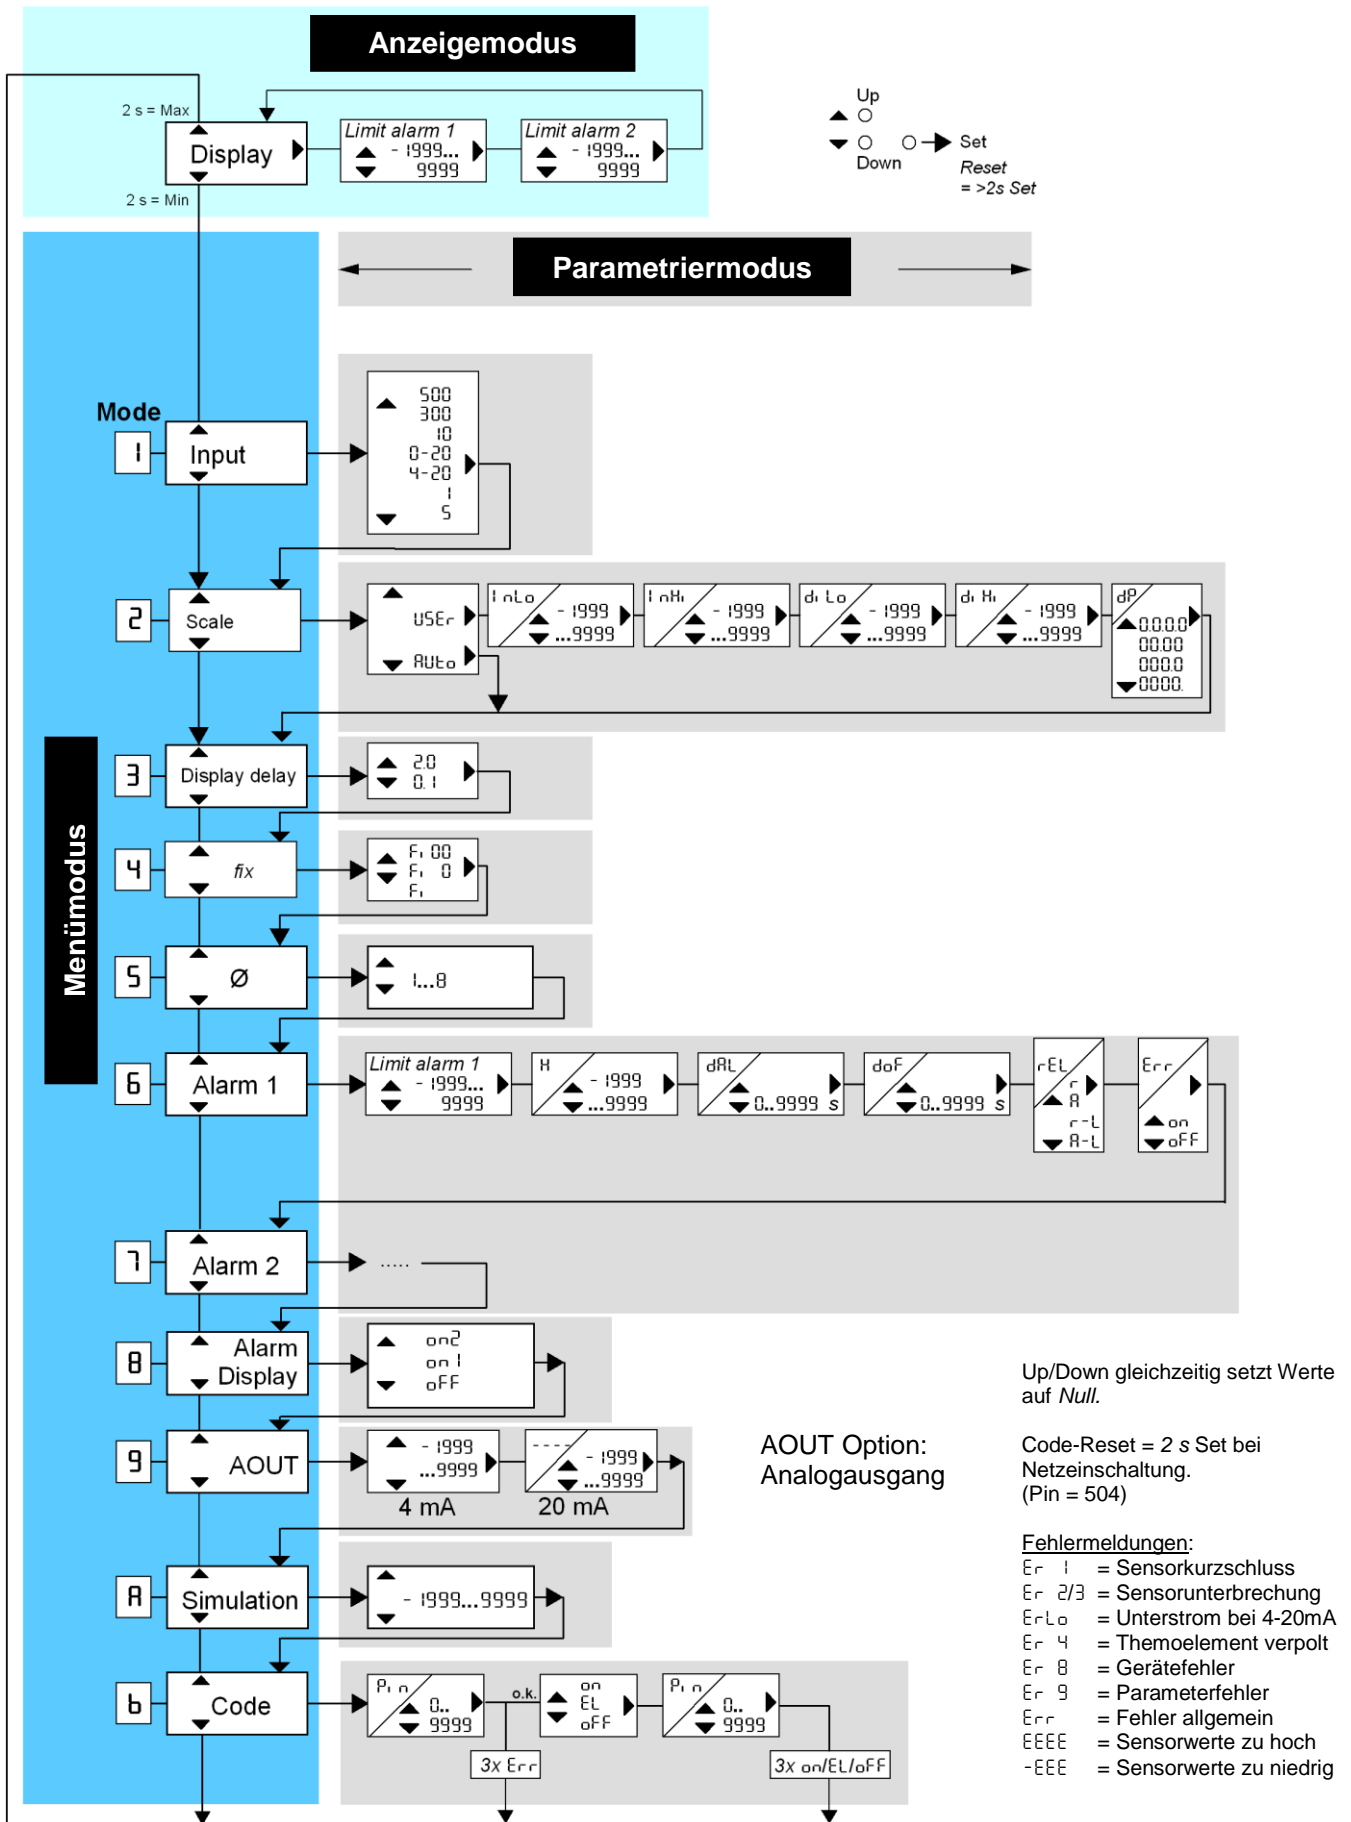 Anzeigemodus
2 s = Max
Display
2 s = Min
Limit alarm 1
-1999...
9999
Limit alarm 2
-1999...
9999
Up
Down
Set
Reset
= >2s Set
Parametriermodus
Menümodus
Mode
1
Input
500
300
10
0-20
4-20
1
5
2
Scale
USEr
AUto
InLo
-1999
...9999
InHi
-1999
...9999
di Lo
-1999
...9999
di Hi
-1999
...9999
dP
0.0.0.0
00.00
000.0
0000.
3
Display delay
2.0
0.1
4
fix
Fi 00
Fi 0
Fi
5
Ø
1...8
6
Alarm 1
Limit alarm 1
-1999...
9999
H
-1999
...9999
dAL
0..9999 s
doF
0..9999 s
rEL
r
A
r-L
A-L
Err
on
oFF
7
Alarm 2
.....
8
Alarm
Display
on2
on1
oFF
9
AOUT
-1999
...9999
4 mA
----
-1999
...9999
20 mA
AOUT Option:
Analogausgang
A
Simulation
-1999...9999
b
Code
Pin
0..
9999
o.k.
3x Err
on
EL
oFF
Pin
0..
9999
3x on/EL/oFF
Up/Down gleichzeitig setzt Werte
auf Null.
Code-Reset = 2 s Set bei
Netzeinschaltung.
(Pin = 504)
Fehlermeldungen:
Er 1 = Sensorkurzschluss
Er 2/3 = Sensorunterbrechung
ErLo = Unterstrom bei 4-20mA
Er 4 = Themoelement verpolt
Er 8 = Gerätefehler
Er 9 = Parameterfehler
Err = Fehler allgemein
EEEE = Sensorwerte zu hoch
-EEE = Sensorwerte zu niedrig